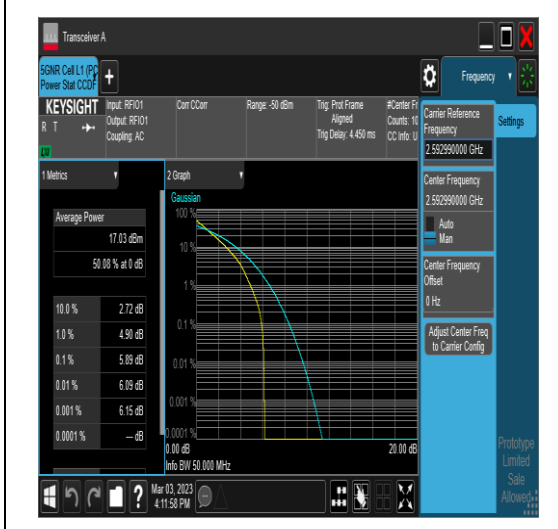 Transceiver A
5GNR Cell L1 (PC
Power Stat CCDF
+
Frequency
KEYSIGHT
R T
LU
Input: RFIO1
Output: RFIO1
Coupling: AC
Corr CCorr
Range: -50 dBm
Trig: Prot Frame
Aligned
Trig Delay: 4.450 ms
#Center Fr
Counts: 10
CC Info: U
1 Metrics
Average Power
17.03 dBm
50.08 % at 0 dB
10.0 % 2.72 dB
1.0 % 4.90 dB
0.1 % 5.89 dB
0.01 % 6.09 dB
0.001 % 6.15 dB
0.0001 % --- dB
2 Graph
Gaussian
100 %
10 %
1 %
0.1 %
0.01 %
0.001 %
0.0001 %
0.00 dB 20.00 dB
Info BW 50.000 MHz
Carrier Reference
Frequency
2.592990000 GHz
Center Frequency
2.592990000 GHz
Auto
Man
Center Frequency
Offset
0 Hz
Adjust Center Freq
to Carrier Config
Settings
Prototype
Limited
Sale
Allowed
?
Mar 03, 2023
4:11:58 PM